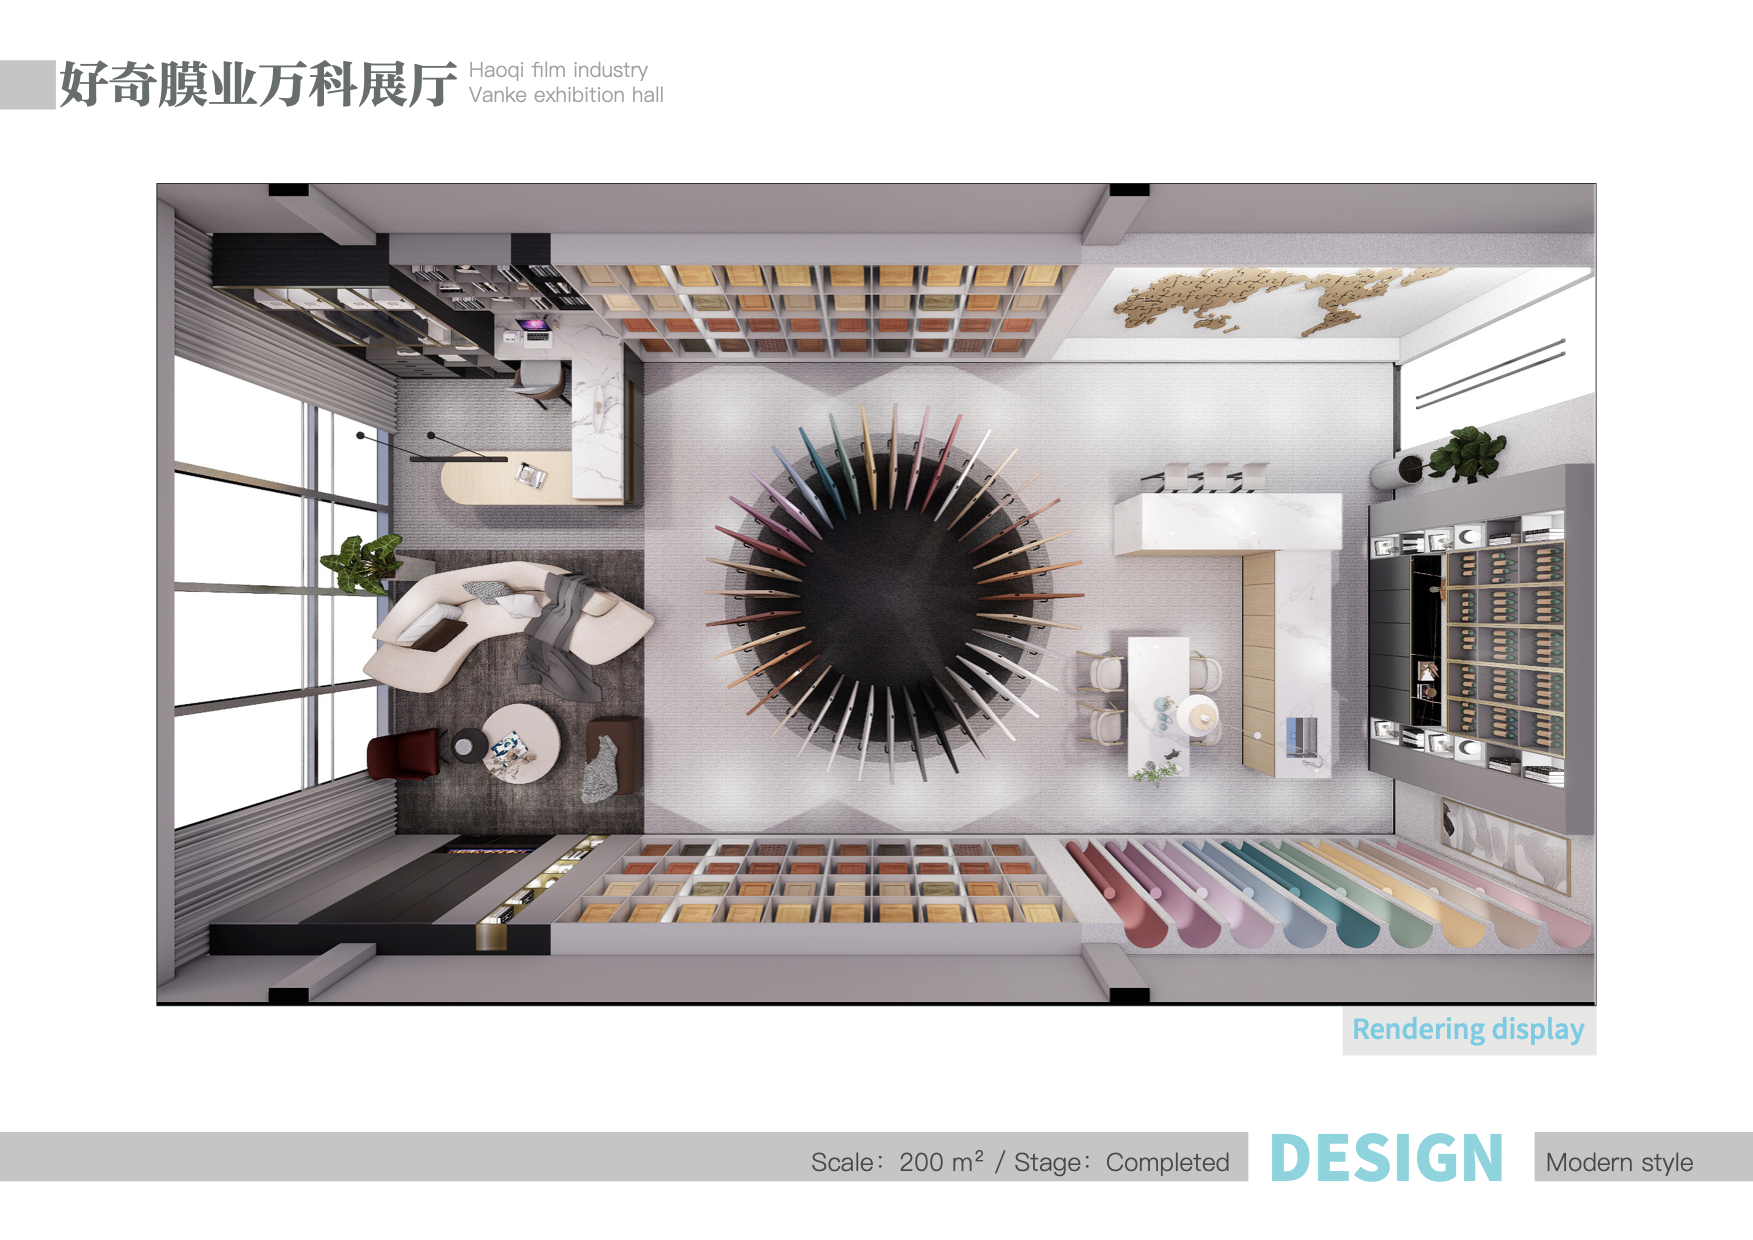 好奇膜业万科展厅
Haoqi film industry
Vanke exhibition hall
Rendering display
Scale：200 m² / Stage：Completed
DESIGN
Modern style